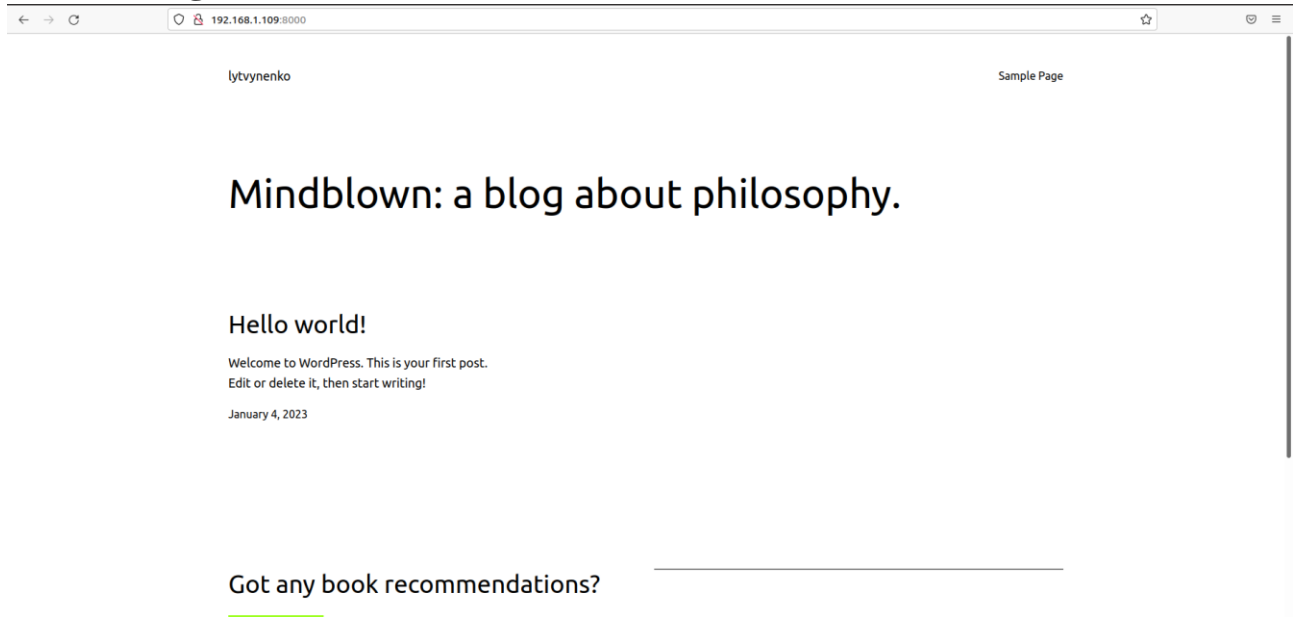 192.168.1.109:8000
lytvynenko
Sample Page
Mindblown: a blog about philosophy.
Hello world!
Welcome to WordPress. This is your first post.
Edit or delete it, then start writing!
January 4, 2023
Got any book recommendations?